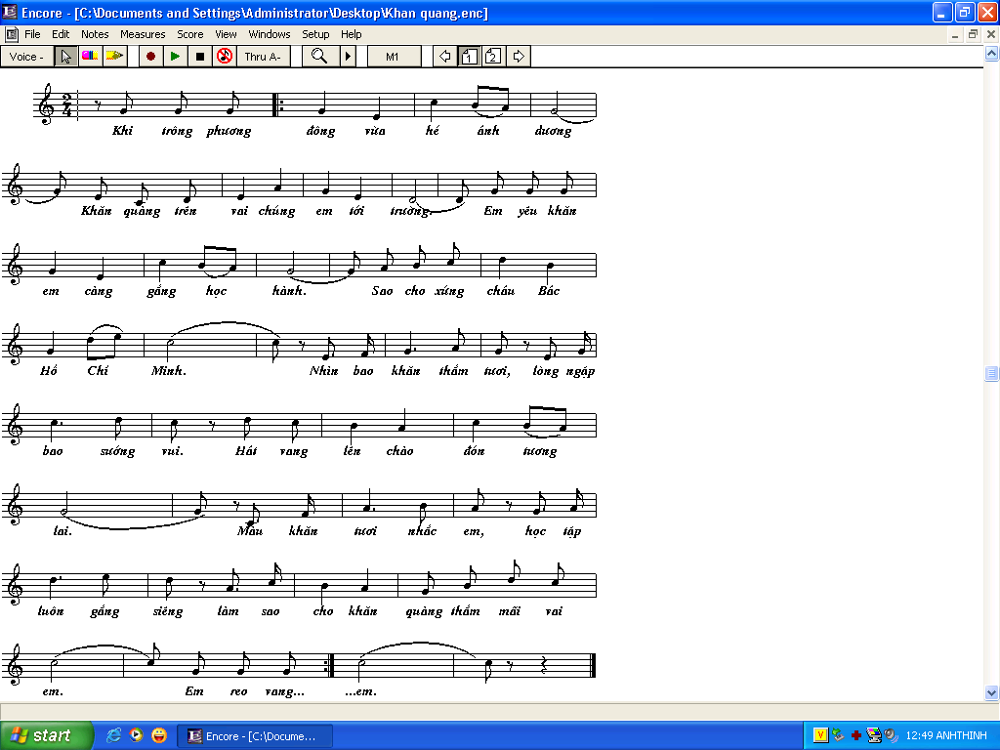 Encore - [C:\Documents and Settings\Administrator\Desktop\Khan quang.enc]
File Edit Notes Measures Score View Windows Setup Help
Voice - Thru A- M1 1 2
2 4
Khi trông phương đông vừa hé ánh dương
Khăn quàng trên vai chúng em tới trường. Em yêu khăn
em càng gắng học hành. Sao cho xứng cháu Bác
Hồ Chí Minh. Nhìn bao khăn thắm tươi, lòng ngập
bao sướng vui. Hát vang lên chào đón tương
lai. Mầu khăn tươi nhắc em, học tập
luôn gắng siêng làm sao cho khăn quàng thắm mãi vai
em. Em reo vang... ...em.
start Encore - [C:\Docume... V 12:49 ANHTHINH